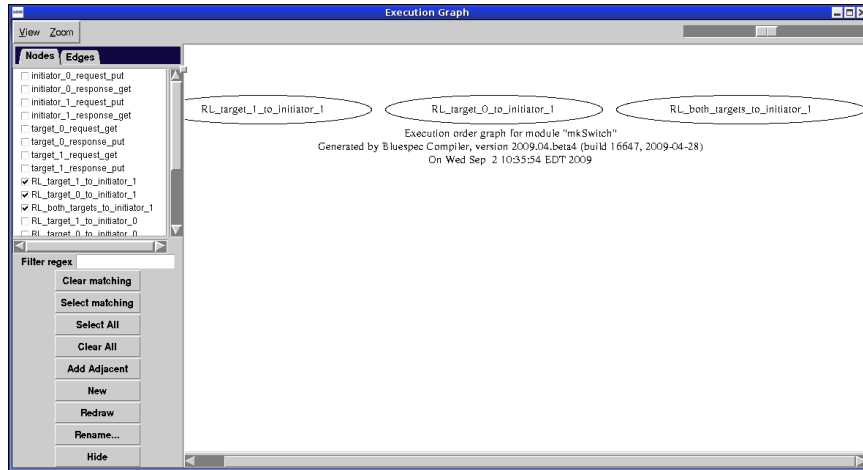 Execution Graph
View Zoom
Nodes Edges
initiator_0_request_put
initiator_0_response_get
initiator_1_request_put
initiator_1_response_get
target_0_request_get
target_0_response_put
target_1_request_get
target_1_response_put
RL_target_1_to_initiator_1
RL_target_0_to_initiator_1
RL_both_targets_to_initiator_1
RL_target_1_to_initiator_0
RL_target_0_to_initiator_0
Filter regex
Clear matching
Select matching
Select All
Clear All
Add Adjacent
New
Redraw
Rename...
Hide
RL_target_1_to_initiator_1 RL_target_0_to_initiator_1 RL_both_targets_to_initiator_1
Execution order graph for module "mkSwitch"
Generated by Bluespec Compiler, version 2009.04.beta4 (build 16647, 2009-04-28)
On Wed Sep 2 10:35:54 EDT 2009